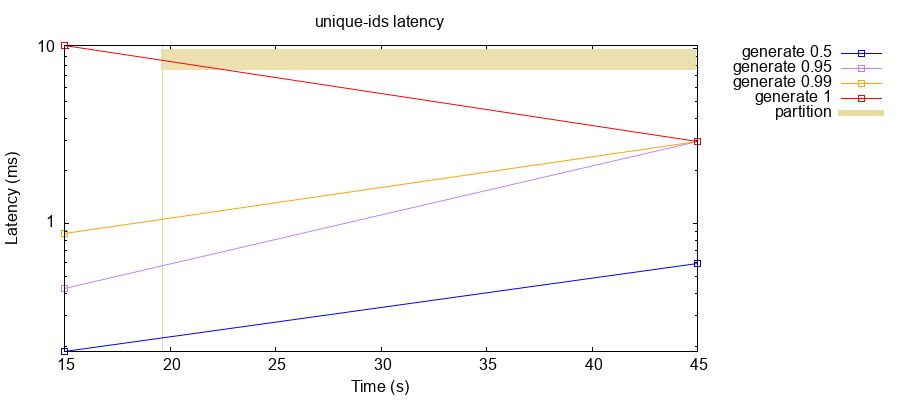 unique-ids latency
10
1
Latency (ms)
15 20 25 30 35 40 45
Time (s)
generate 0.5
generate 0.95
generate 0.99
generate 1
partition